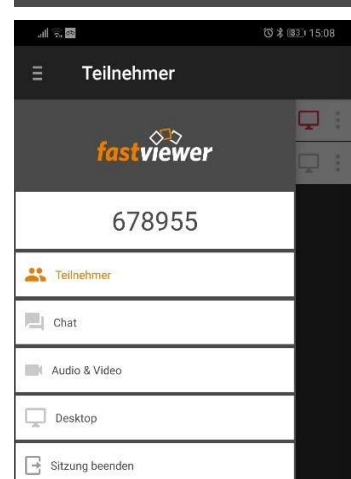 15:08
Teilnehmer
fastviewer
678955
Teilnehmer
Chat
Audio & Video
Desktop
Sitzung beenden